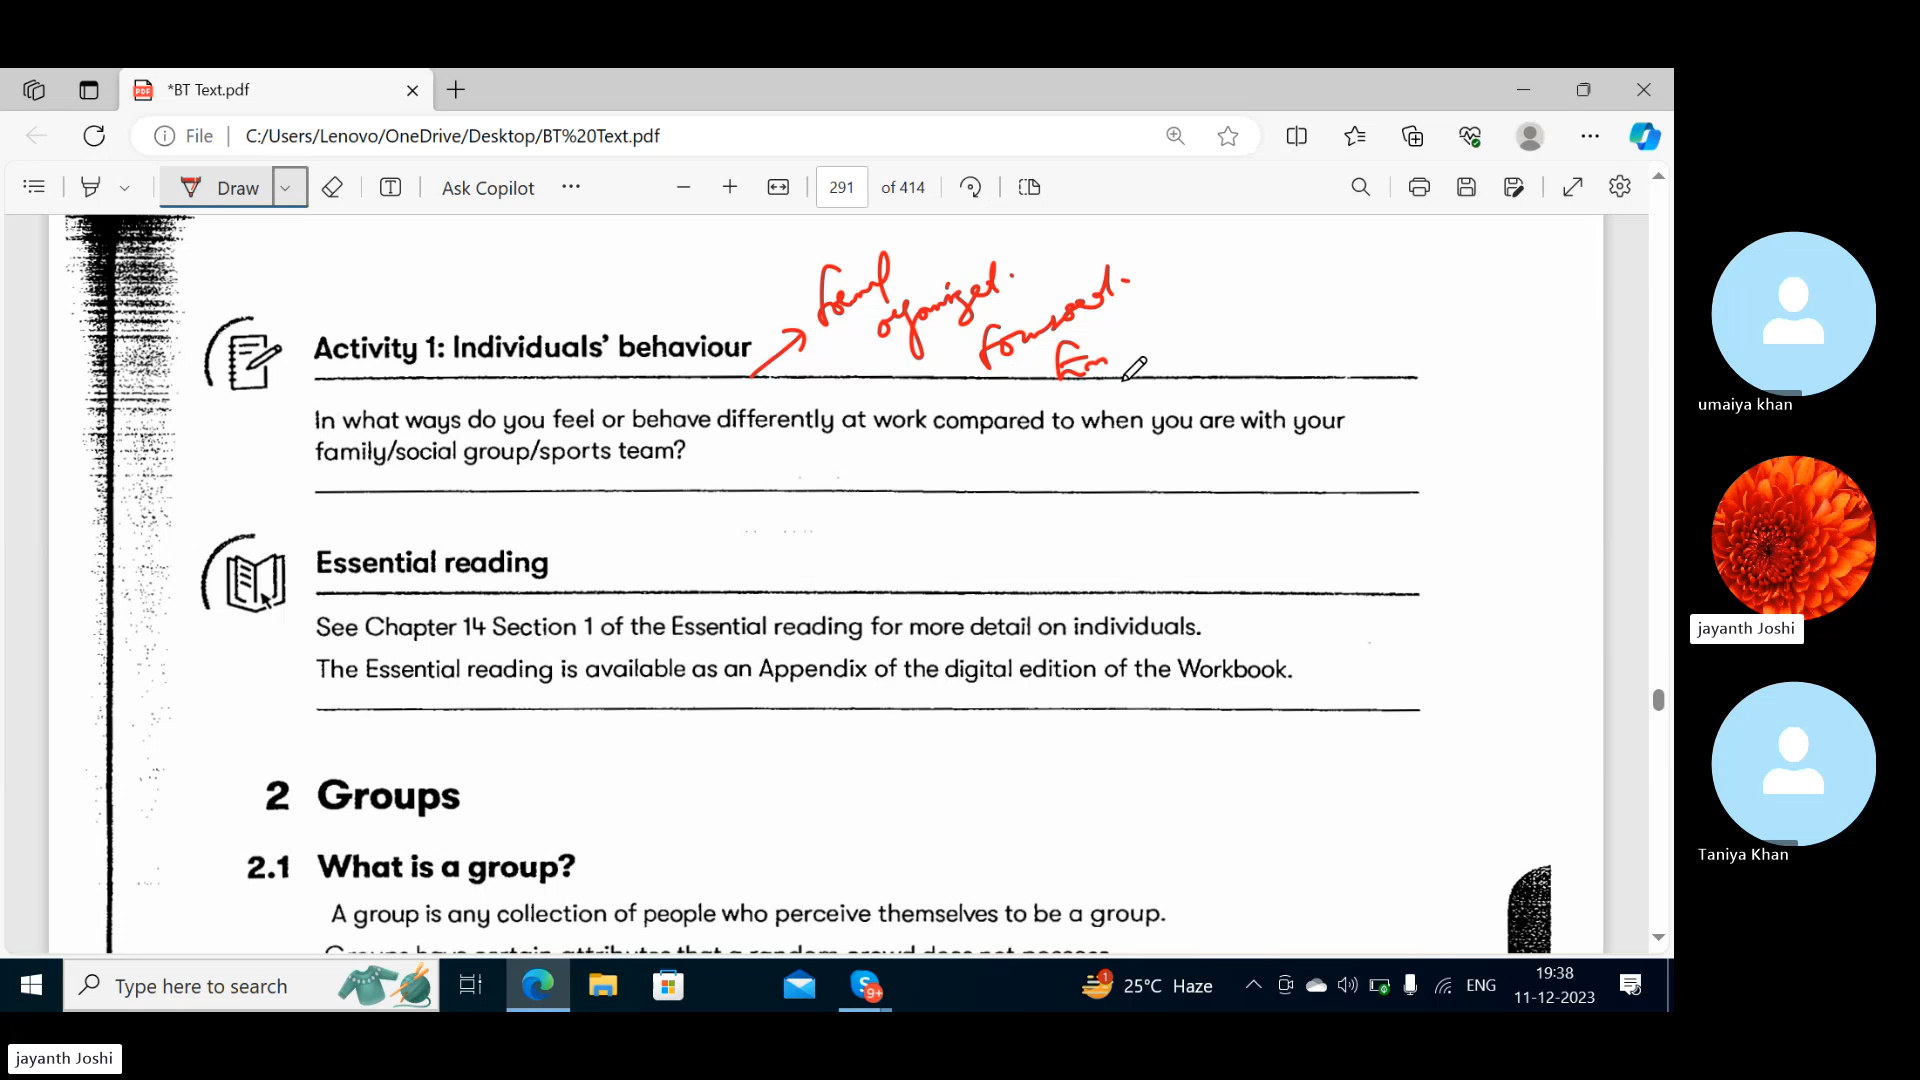 *BT Text.pdf
File
C:/Users/Lenovo/OneDrive/Desktop/BT%20Text.pdf
Draw
Ask Copilot
291 of 414
organized.
Activity 1: Individuals' behaviour
In what ways do you feel or behave differently at work compared to when you are with your
family/social group/sports team?
Essential reading
See Chapter 14 Section 1 of the Essential reading for more detail on individuals.
The Essential reading is available as an Appendix of the digital edition of the Workbook.
2 Groups
2.1 What is a group?
A group is any collection of people who perceive themselves to be a group.
umaiya khan
jayanth Joshi
Taniya Khan
Type here to search
9+
1
25°C Haze
ENG
19:38
11-12-2023
jayanth Joshi